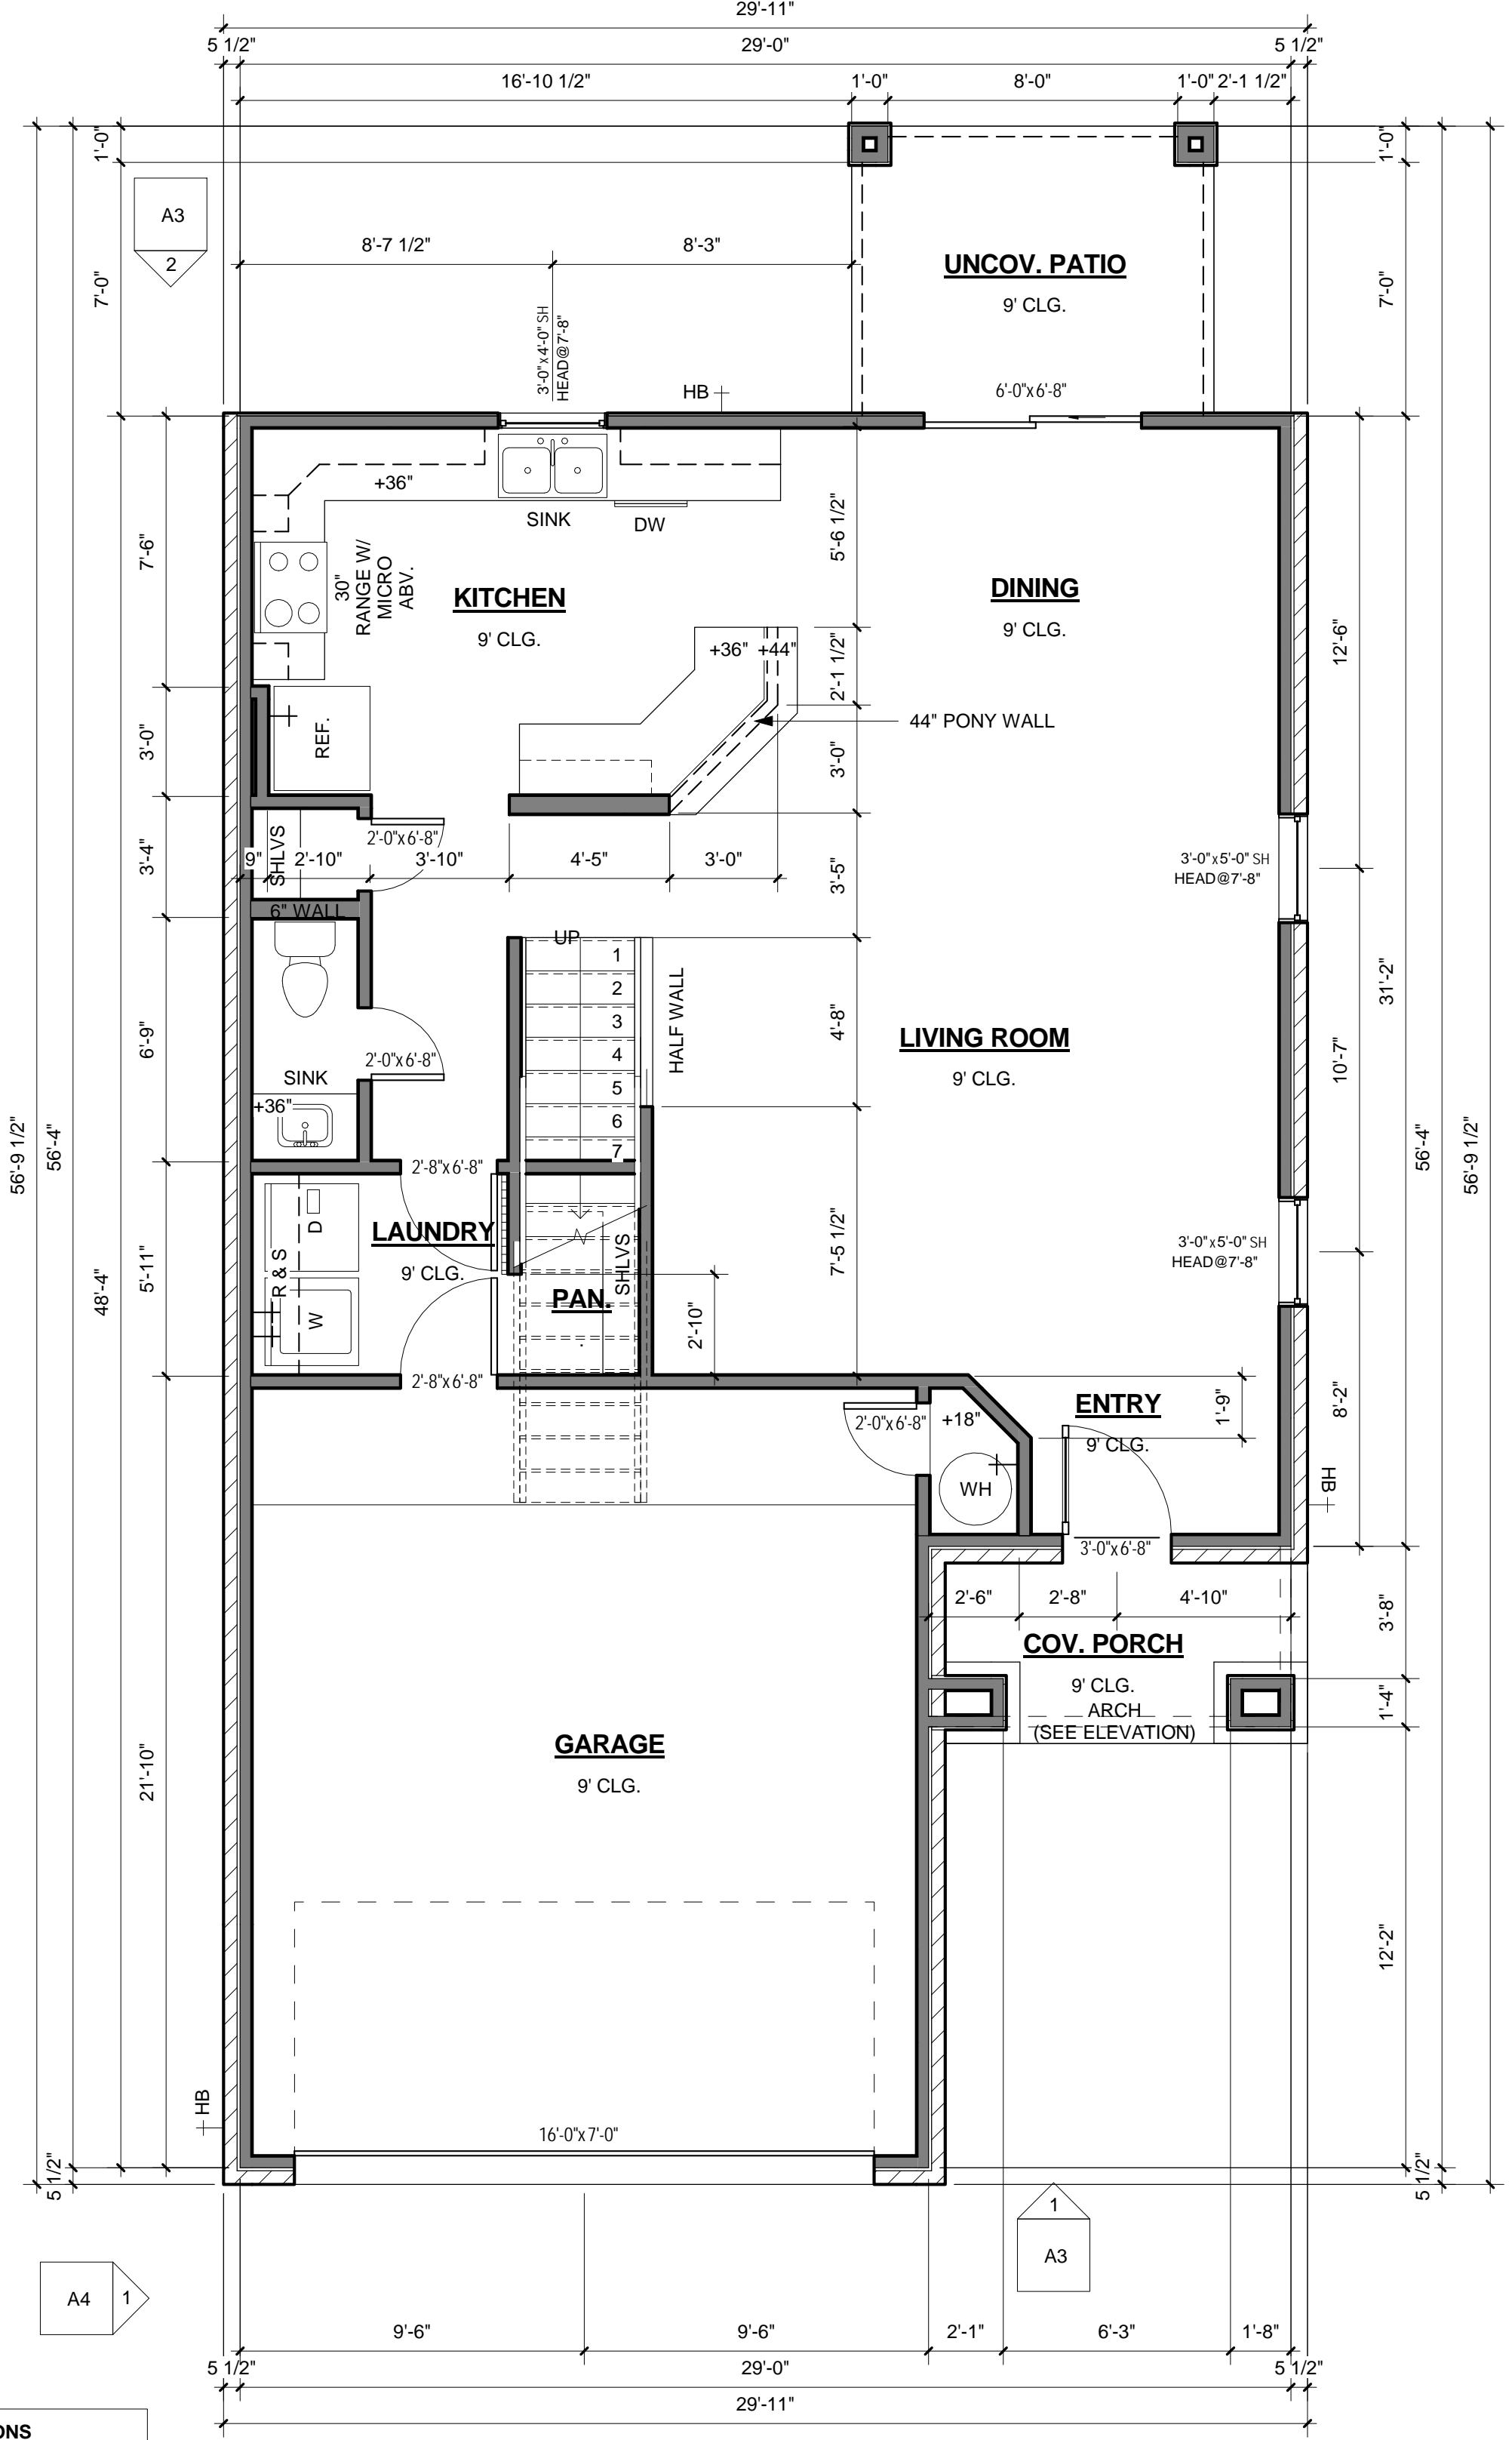 29'-11"
5 1/2"
29'-0"
5 1/2"
16'-10 1/2"
1'-0"
8'-0"
1'-0"
2'-1 1/2"
1'-0"
1'-0"
A3
2
8'-7 1/2"
8'-3"
UNCOV. PATIO
9' CLG.
7'-0"
7'-0"
3'-0"x4'-0" SH
HEAD@7'-8"
HB
6'-0"x6'-8"
+36"
SINK
DW
5'-6 1/2"
7'-6"
30"
RANGE W/
MICRO
ABV.
KITCHEN
9' CLG.
DINING
9' CLG.
12'-6"
+36"
+44"
2'-1 1/2"
44" PONY WALL
REF.
3'-0"
3'-0"
2'-0"x6'-8"
SHLVS
9"
2'-10"
3'-10"
4'-5"
3'-0"
3'-4"
3'-5"
3'-0"x5'-0" SH
HEAD@7'-8"
6" WALL
UP
1
2
3
4
5
6
7
HALF WALL
31'-2"
6'-9"
4'-8"
LIVING ROOM
9' CLG.
10'-7"
2'-0"x6'-8"
SINK
+36"
56'-9 1/2"
56'-4"
56'-4"
56'-9 1/2"
2'-8"x6'-8"
D
LAUNDRY
9' CLG.
R & S
W
5'-11"
48'-4"
SHLVS
PAN.
7'-5 1/2"
2'-10"
3'-0"x5'-0" SH
HEAD@7'-8"
2'-8"x6'-8"
ENTRY
9' CLG.
1'-9"
8'-2"
2'-0"x6'-8"
+18"
WH
HB
3'-0"x6'-8"
2'-6"
2'-8"
4'-10"
3'-8"
COV. PORCH
9' CLG.
ARCH
(SEE ELEVATION)
1'-4"
GARAGE
9' CLG.
21'-10"
12'-2"
HB
16'-0"x7'-0"
5 1/2"
5 1/2"
1
A3
A4
1
9'-6"
9'-6"
2'-1"
6'-3"
1'-8"
5 1/2"
29'-0"
5 1/2"
29'-11"